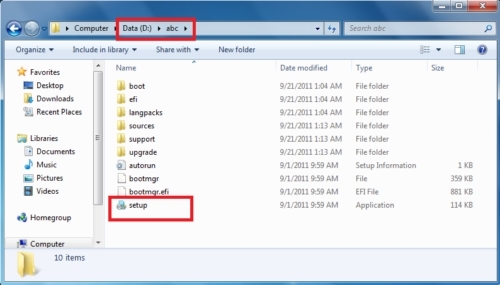 Computer Data (D:) abc Search abc
Organize Include in library Share with New folder
Favorites
Desktop
Downloads
Recent Places
Libraries
Documents
Music
Pictures
Videos
Homegroup
Computer
Name Date modified Type Size
boot 9/21/2011 1:04 AM File folder
efi 9/21/2011 1:04 AM File folder
langpacks 9/21/2011 1:04 AM File folder
sources 9/21/2011 1:13 AM File folder
support 9/21/2011 1:13 AM File folder
upgrade 9/21/2011 1:13 AM File folder
autorun 9/1/2011 9:59 AM Setup Information 1 KB
bootmgr 9/1/2011 9:59 AM File 359 KB
bootmgr.efi 9/1/2011 9:59 AM EFI File 881 KB
setup 9/1/2011 9:59 AM Application 114 KB
10 items